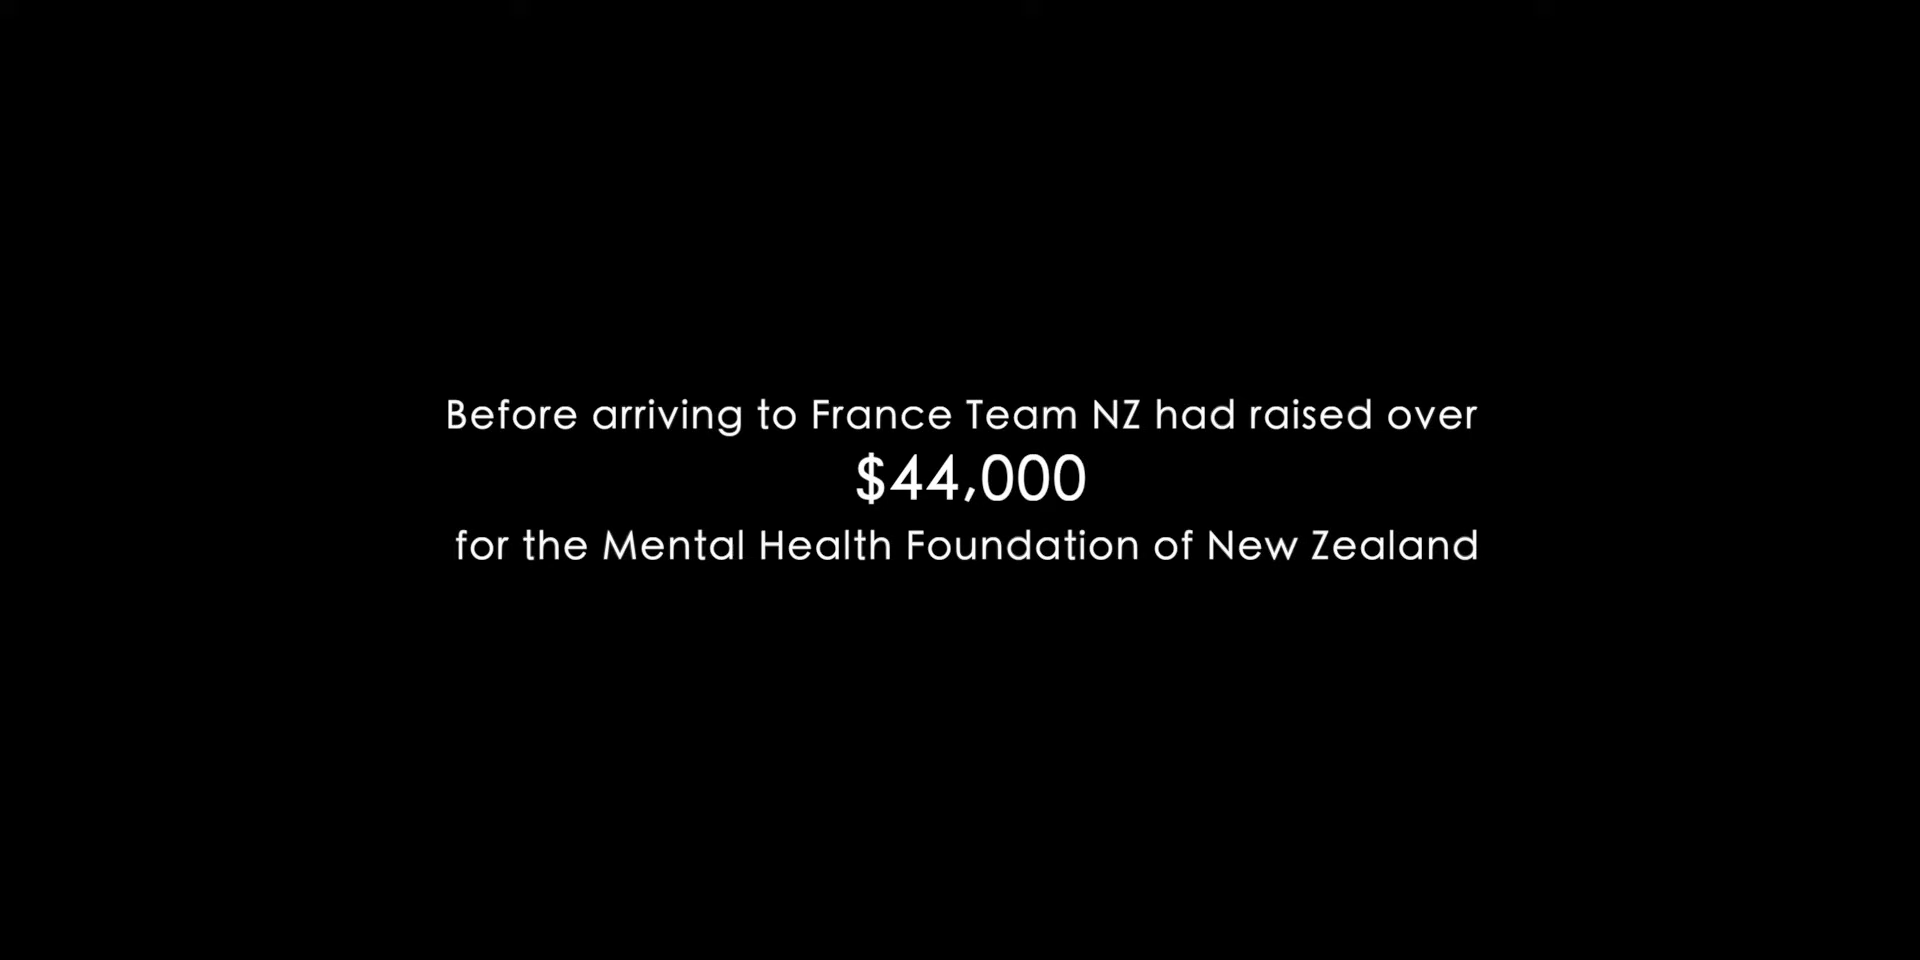 Before arriving to France Team NZ had raised over
$44,000
for the Mental Health Foundation of New Zealand